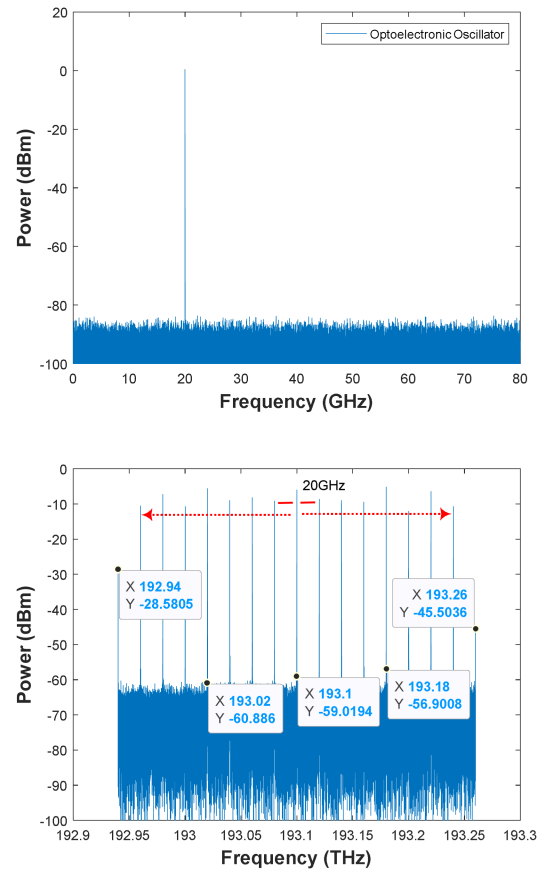 20
0
-20
-40
-60
-80
-100
Power (dBm)
Optoelectronic Oscillator
0 10 20 30 40 50 60 70 80
Frequency (GHz)
0
-10
-20
-30
-40
-50
-60
-70
-80
-90
-100
Power (dBm)
20GHz
X 192.94
Y -28.5805
X 193.26
Y -45.5036
X 193.02
Y -60.886
X 193.1
Y -59.0194
X 193.18
Y -56.9008
192.9 192.95 193 193.05 193.1 193.15 193.2 193.25 193.3
Frequency (THz)